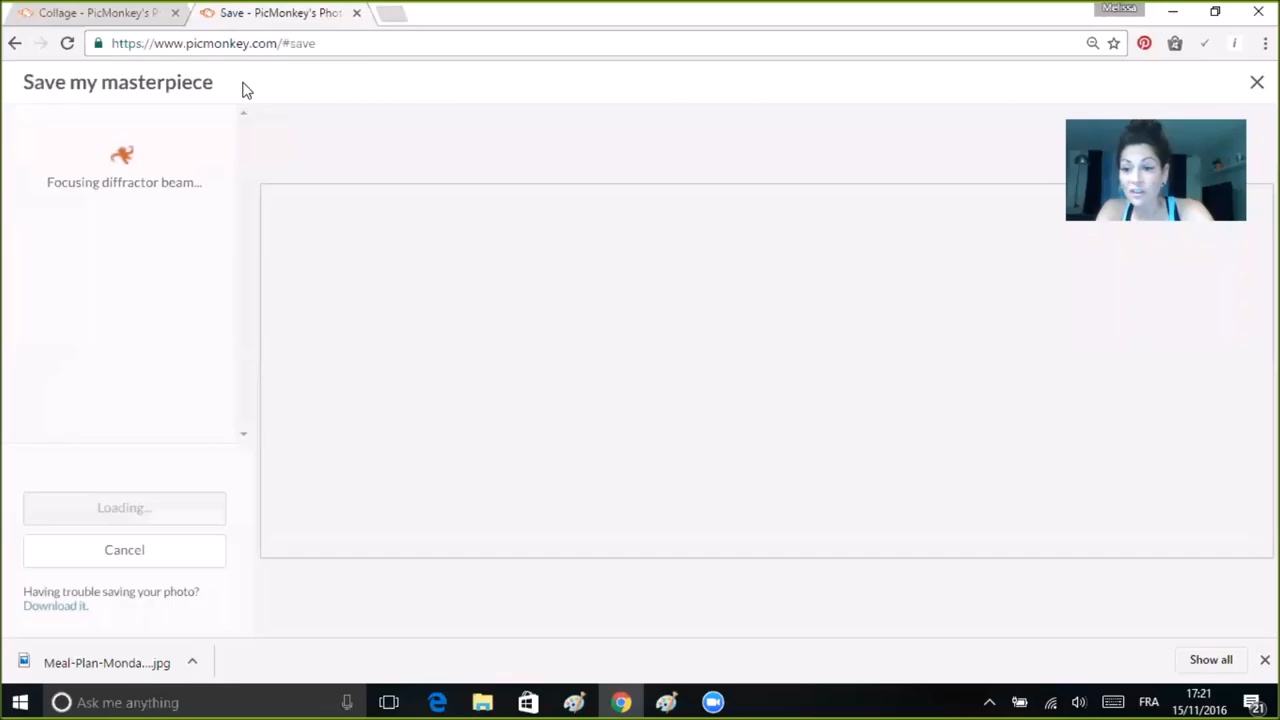 Collage - PicMonkey's P
Save - PicMonkey's Phot
Melissa
https://www.picmonkey.com/#save
Save my masterpiece
Focusing diffractor beam...
Loading...
Cancel
Having trouble saving your photo?
Download it.
Meal-Plan-Monda....jpg
Show all
Ask me anything
FRA
17:21
15/11/2016
21